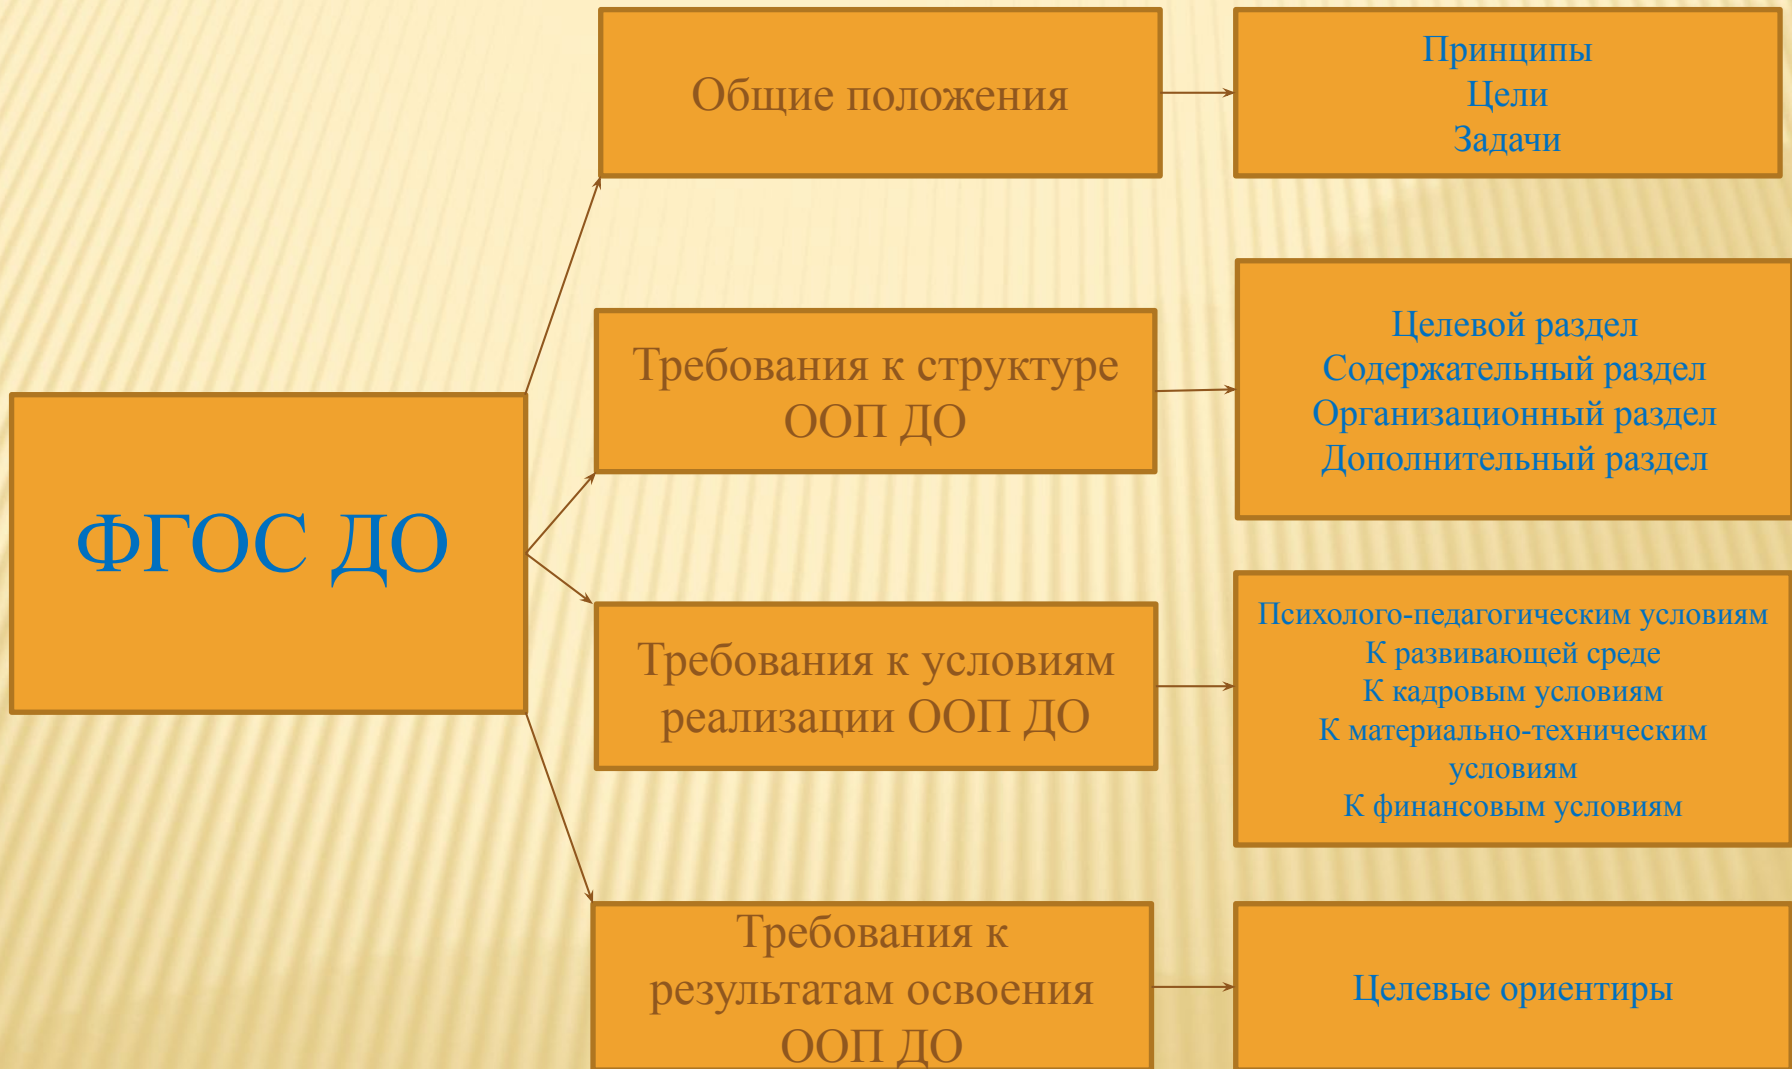 ФГОС ДО
Общие положения
Принципы
Цели
Задачи
Требования к структуре
ООП ДО
Целевой раздел
Содержательный раздел
Организационный раздел
Дополнительный раздел
Требования к условиям
реализации ООП ДО
Психолого-педагогическим условиям
К развивающей среде
К кадровым условиям
К материально-техническим
условиям
К финансовым условиям
Требования к
результатам освоения
ООП ДО
Целевые ориентиры